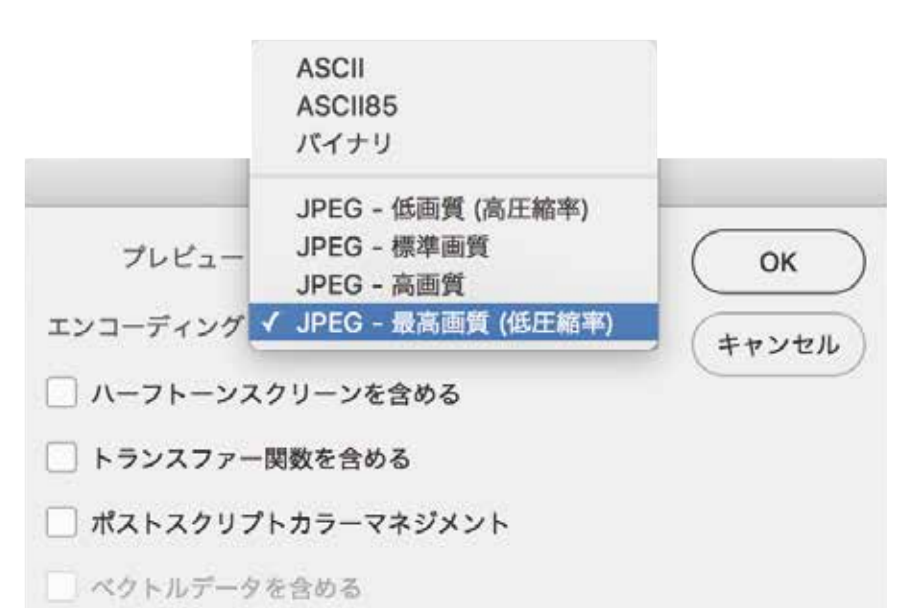 ASCII
ASCII85
バイナリ
JPEG - 低画質 (高圧縮率)
JPEG - 標準画質
JPEG - 高画質
✓ JPEG - 最高画質 (低圧縮率)
プレビュー
エンコーディング
OK
キャンセル
ハーフトーンスクリーンを含める
トランスファー関数を含める
ポストスクリプトカラーマネジメント
ベクトルデータを含める